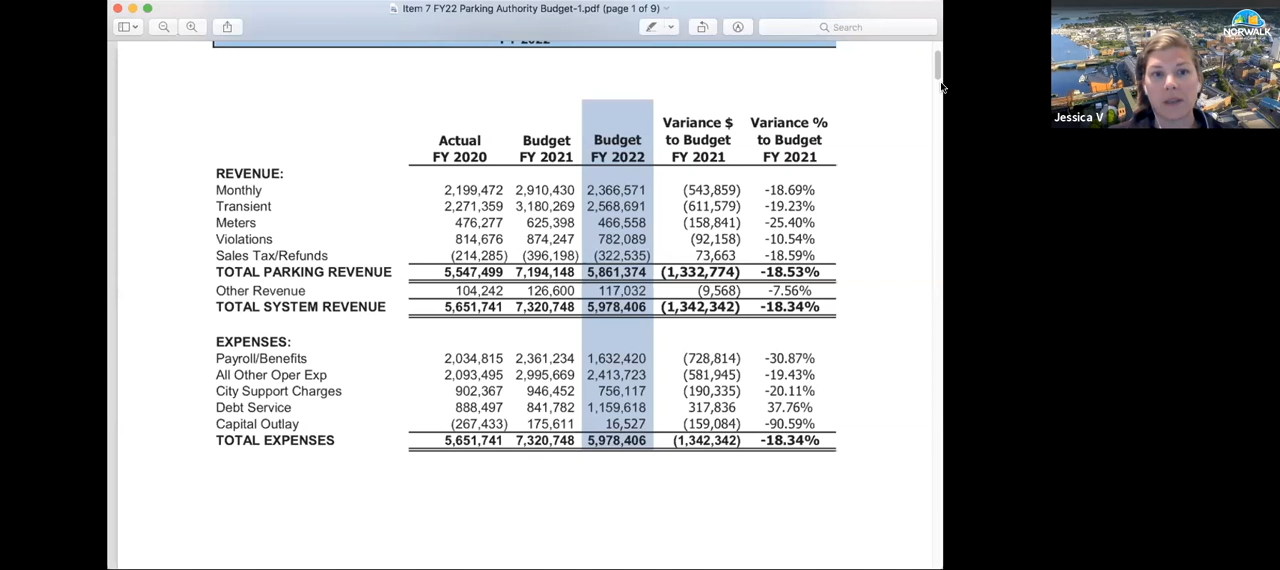 Item 7 FY22 Parking Authority Budget-1.pdf (page 1 of 9)
Search
FY 2022
Variance $ Variance %
Actual Budget Budget to Budget to Budget
FY 2020 FY 2021 FY 2022 FY 2021 FY 2021
REVENUE:
Monthly 2,199,472 2,910,430 2,366,571 (543,859) -18.69%
Transient 2,271,359 3,180,269 2,568,691 (611,579) -19.23%
Meters 476,277 625,398 466,558 (158,841) -25.40%
Violations 814,676 874,247 782,089 (92,158) -10.54%
Sales Tax/Refunds (214,285) (396,198) (322,535) 73,663 -18.59%
TOTAL PARKING REVENUE 5,547,499 7,194,148 5,861,374 (1,332,774) -18.53%
Other Revenue 104,242 126,600 117,032 (9,568) -7.56%
TOTAL SYSTEM REVENUE 5,651,741 7,320,748 5,978,406 (1,342,342) -18.34%
EXPENSES:
Payroll/Benefits 2,034,815 2,361,234 1,632,420 (728,814) -30.87%
All Other Oper Exp 2,093,495 2,995,669 2,413,723 (581,945) -19.43%
City Support Charges 902,367 946,452 756,117 (190,335) -20.11%
Debt Service 888,497 841,782 1,159,618 317,836 37.76%
Capital Outlay (267,433) 175,611 16,527 (159,084) -90.59%
TOTAL EXPENSES 5,651,741 7,320,748 5,978,406 (1,342,342) -18.34%
NORWALK
Jessica V